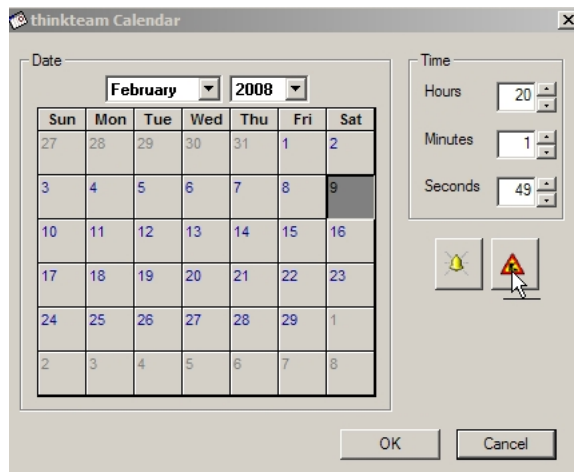 thinkteam Calendar
Date
February 2008
Sun Mon Tue Wed Thu Fri Sat
27 28 29 30 31 1 2
3 4 5 6 7 8 9
10 11 12 13 14 15 16
17 18 19 20 21 22 23
24 25 26 27 28 29 1
2 3 4 5 6 7 8
Time
Hours 20
Minutes 1
Seconds 49
OK Cancel